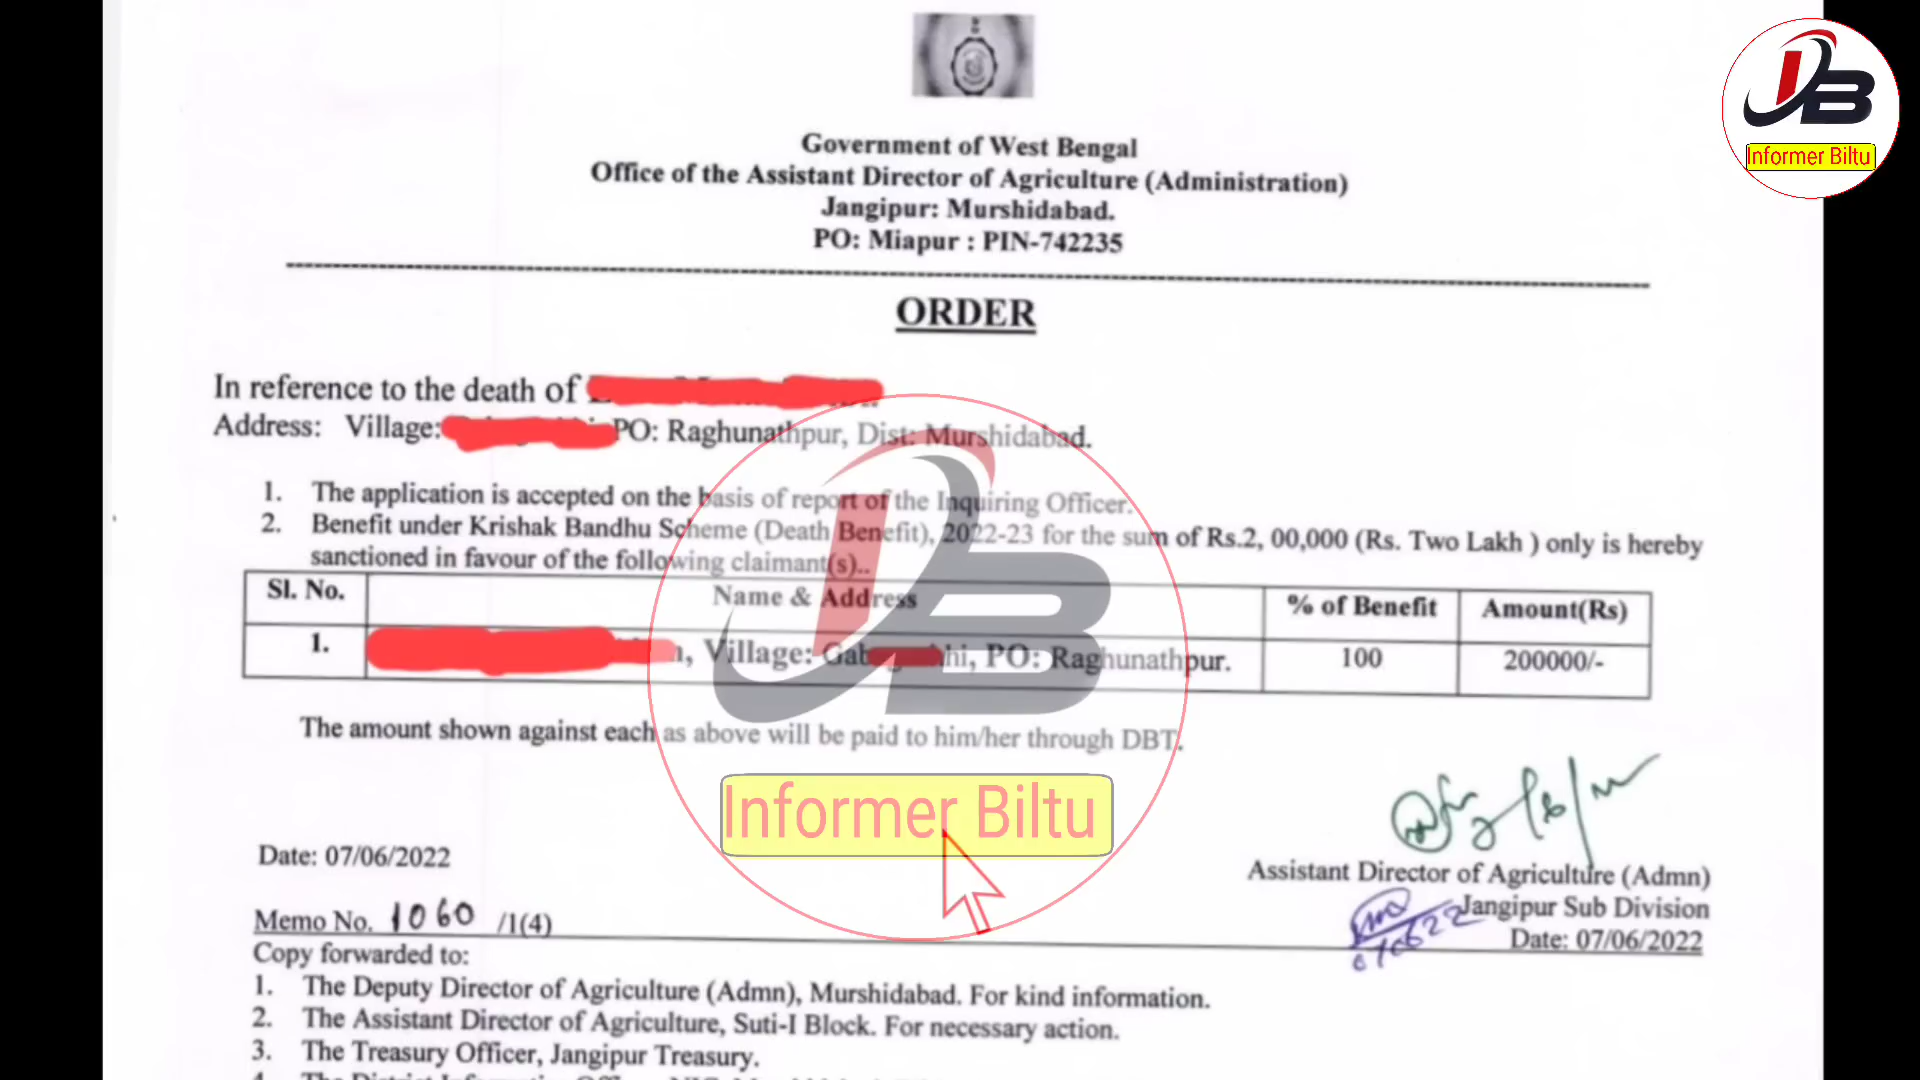 Informer Biltu
Government of West Bengal
Office of the Assistant Director of Agriculture (Administration)
Jangipur: Murshidabad.
PO: Miapur : PIN-742235
ORDER
In reference to the death of
Address: Village: PO: Raghunathpur, Dist: Murshidabad.
1. The application is accepted on the basis of report of the Inquiring Officer.
2. Benefit under Krishak Bandhu Scheme (Death Benefit), 2022-23 for the sum of Rs.2, 00,000 (Rs. Two Lakh ) only is hereby
sanctioned in favour of the following claimant(s)..
Sl. No. Name & Address % of Benefit Amount(Rs)
1. , Village: PO: Raghunathpur. 100 200000/-
The amount shown against each as above will be paid to him/her through DBT.
Informer Biltu
Date: 07/06/2022
Assistant Director of Agriculture (Admn)
Jangipur Sub Division
Date: 07/06/2022
Memo No. 1060 /1(4)
Copy forwarded to:
1. The Deputy Director of Agriculture (Admn), Murshidabad. For kind information.
2. The Assistant Director of Agriculture, Suti-I Block. For necessary action.
3. The Treasury Officer, Jangipur Treasury.